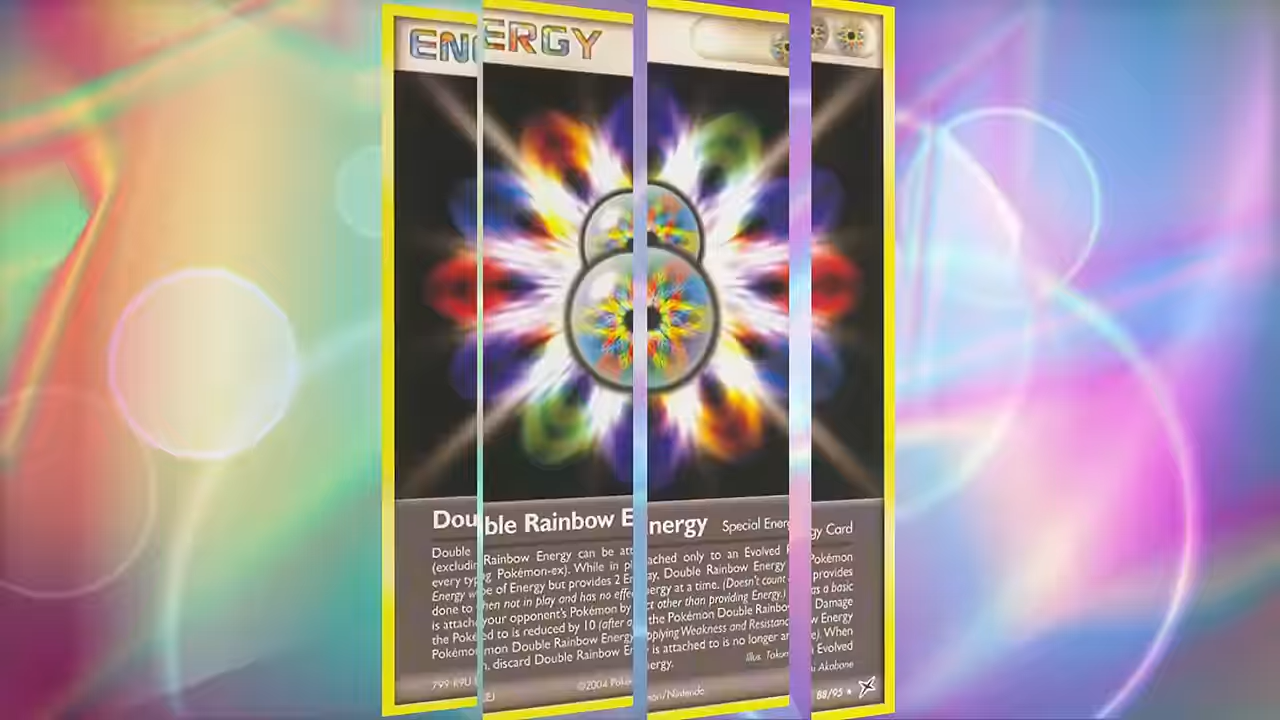 ENERGY
Double Rainbow Energy Special Energy Card
Double Rainbow Energy can be attached only to an Evolved Pokémon
(excluding Pokémon-ex). While in play, Double Rainbow Energy provides
every type of Energy but provides 2 Energy at a time. (Doesn't count as a basic
Energy when not in play and has no effect other than providing Energy.) Damage
done to your opponent's Pokémon by the Pokémon Double Rainbow Energy
is attached to is reduced by 10 (after applying Weakness and Resistance). When
the Pokémon Double Rainbow Energy is attached to is no longer an Evolved
Pokémon, discard Double Rainbow Energy.
©2004 Pokémon/Nintendo
88/95